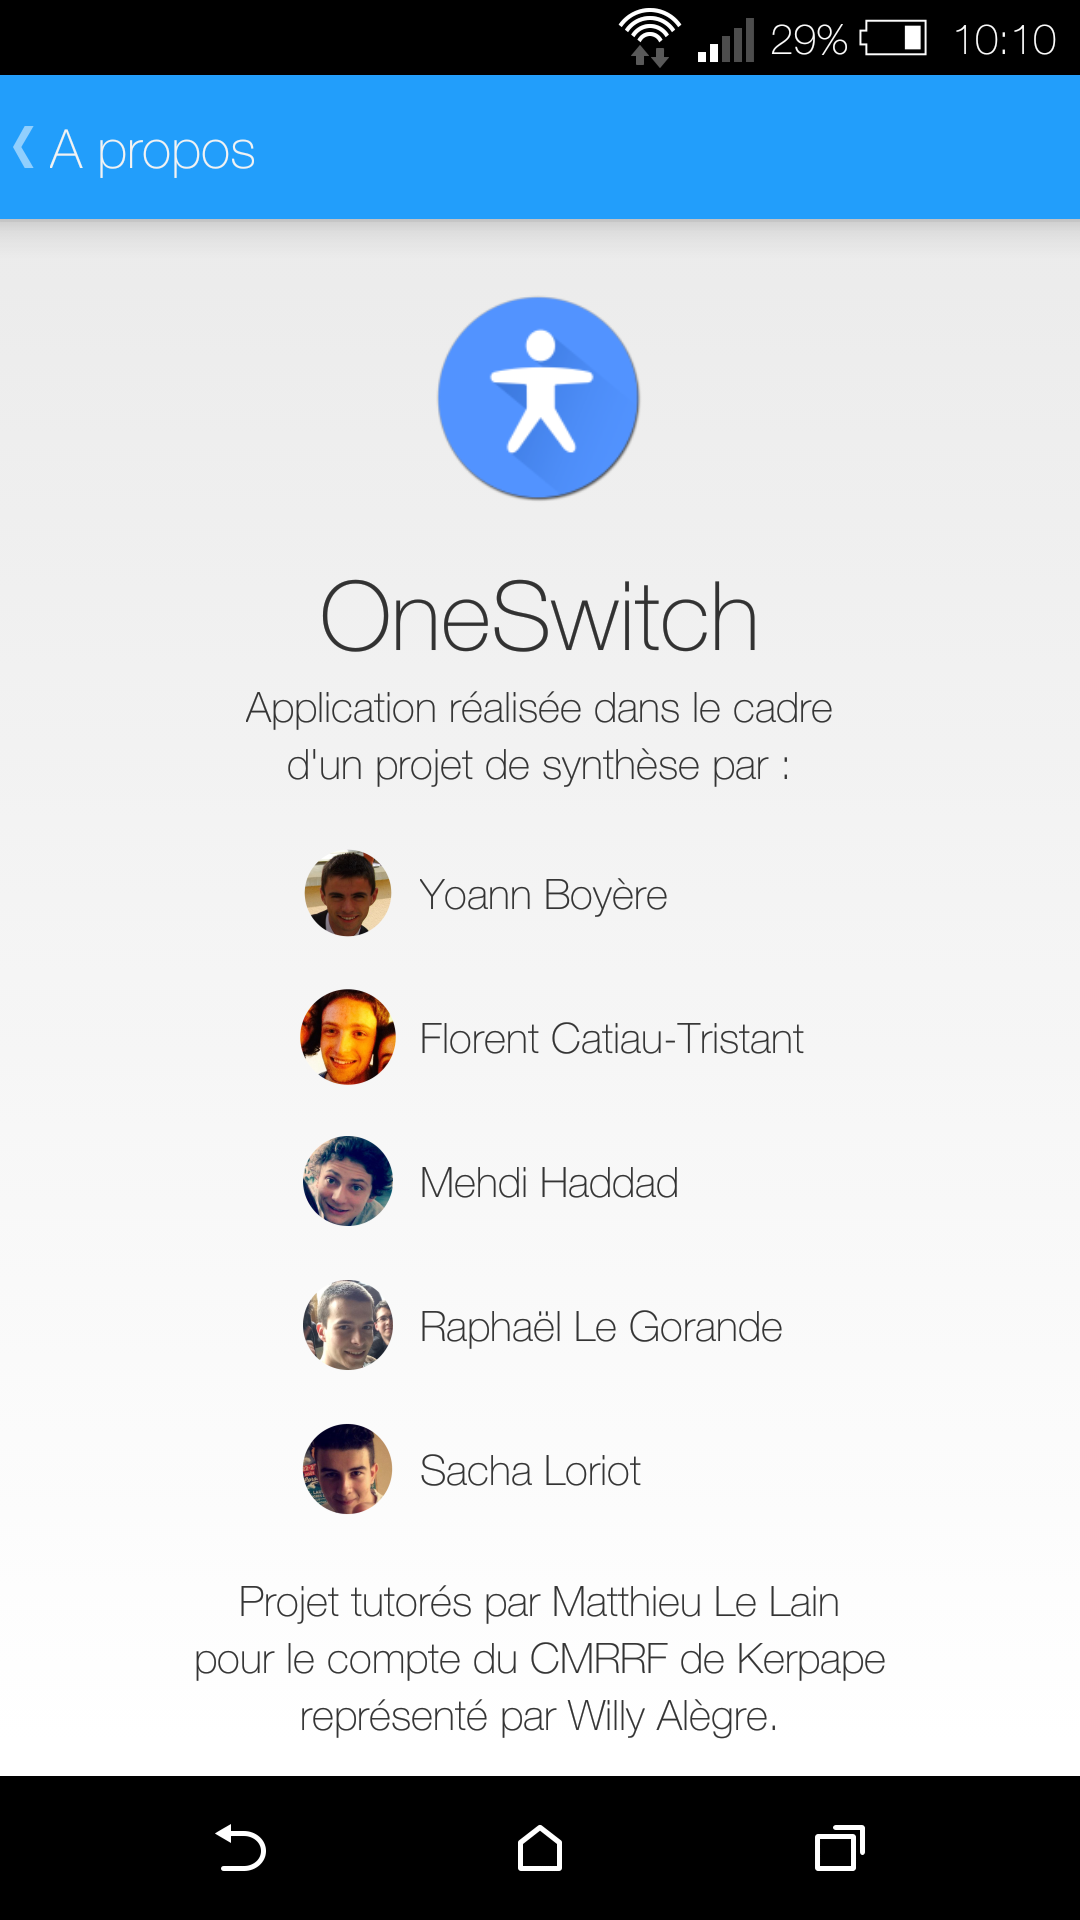 29% 10:10
A propos
OneSwitch
Application réalisée dans le cadre
d'un projet de synthèse par :
Yoann Boyère
Florent Catiau-Tristant
Mehdi Haddad
Raphaël Le Gorande
Sacha Loriot
Projet tutorés par Matthieu Le Lain
pour le compte du CMRRF de Kerpape
représenté par Willy Alègre.